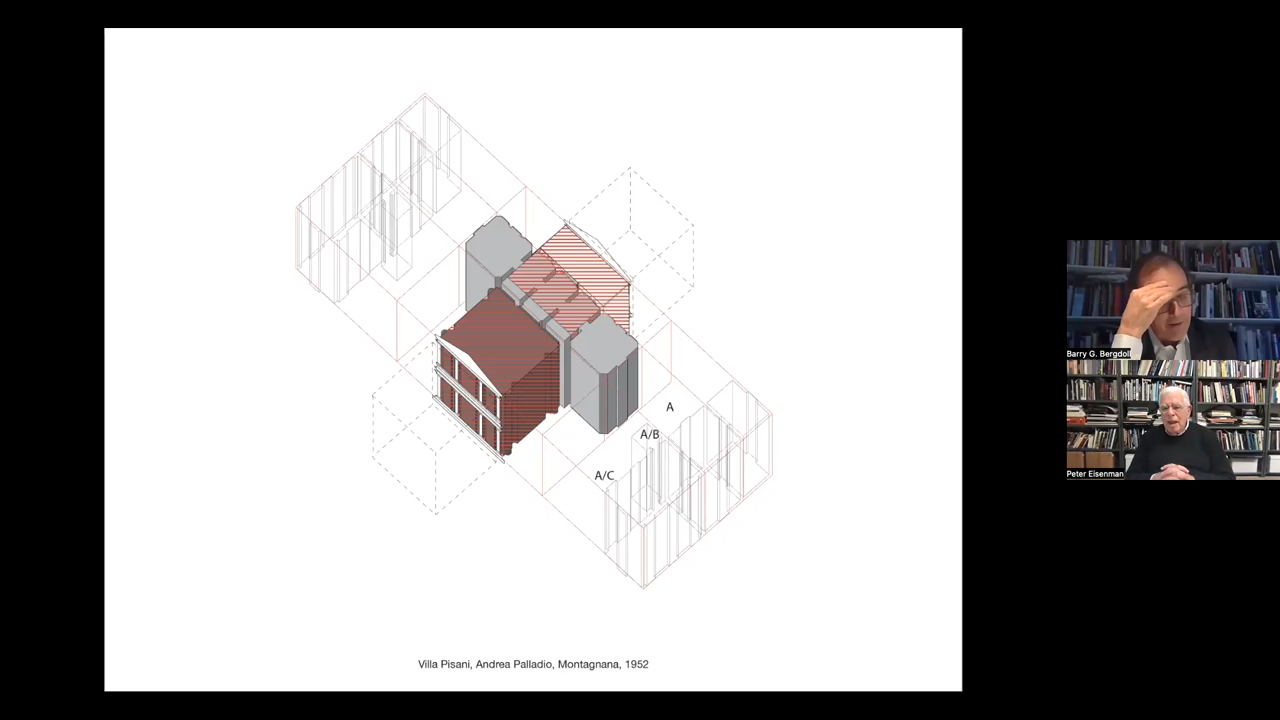 A
A/B
A/C
Villa Pisani, Andrea Palladio, Montagnana, 1952
Barry G. Bergdoll
Peter Eisenman